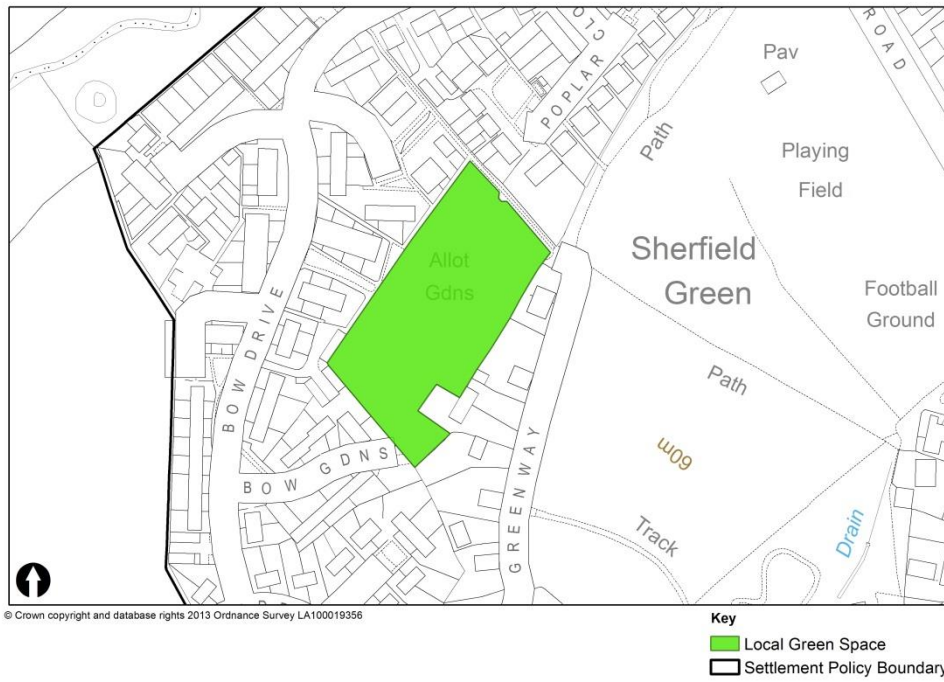 POPLAR CLO
ROAD
Pav
Path
Playing
Field
Sherfield
Green
Allot
Gdns
Football
Ground
BOW DRIVE
Path
60m
BOW GDNS
GREENWAY
Track
Drain
© Crown copyright and database rights 2013 Ordnance Survey LA100019356
Key
Local Green Space
Settlement Policy Boundary